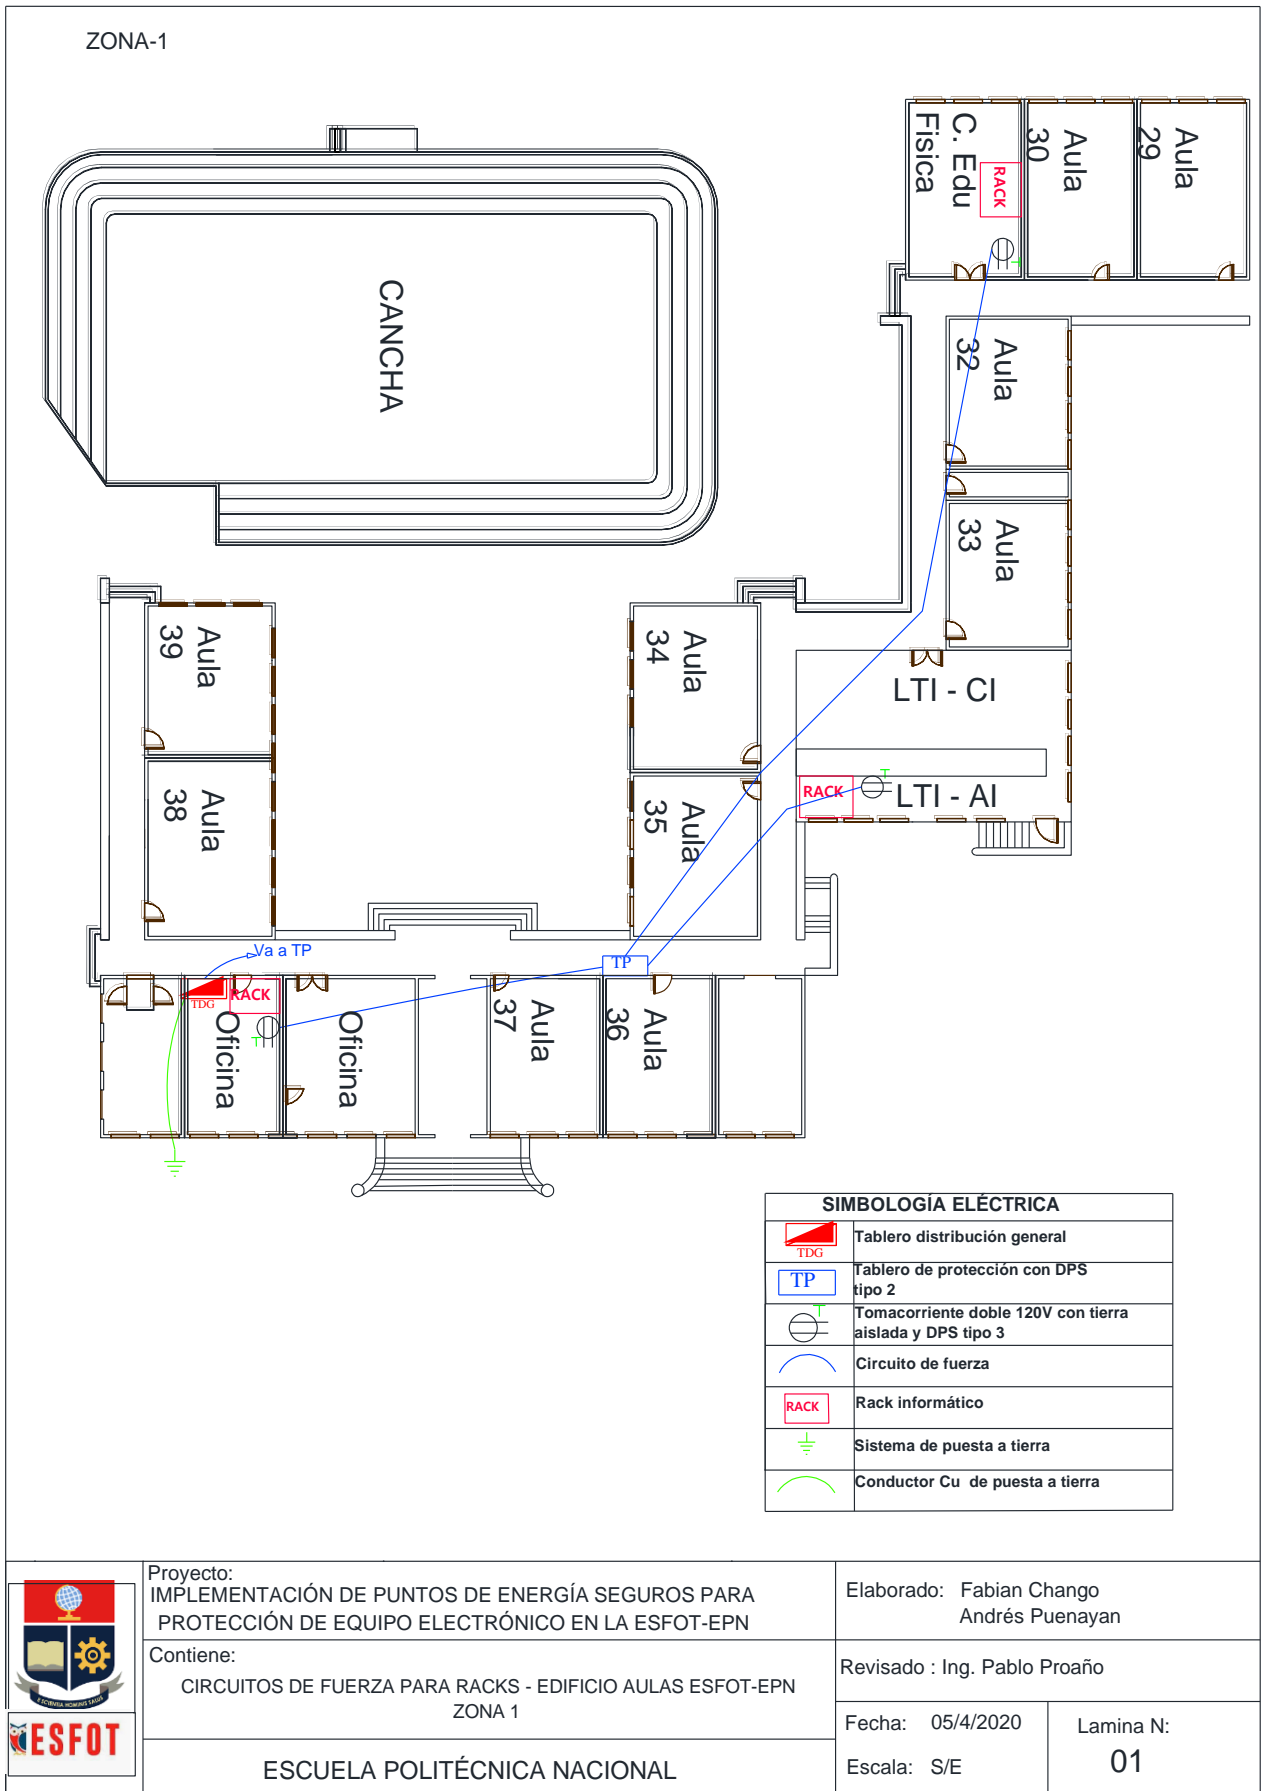 ZONA-1
C. Edu
Fisica
RACK
Aula
30
Aula
29
CANCHA
Aula
32
Aula
33
Aula
39
Aula
34
LTI - CI
Aula
38
Aula
35
RACK
LTI - AI
Va a TP
TP
TDG
RACK
Oficina
Oficina
Aula
37
Aula
36
SIMBOLOGÍA ELÉCTRICA
TDG
Tablero distribución general
TP
Tablero de protección con DPS
tipo 2
Tomacorriente doble 120V con tierra
aislada y DPS tipo 3
Circuito de fuerza
RACK
Rack informático
Sistema de puesta a tierra
Conductor Cu de puesta a tierra
Proyecto:
IMPLEMENTACIÓN DE PUNTOS DE ENERGÍA SEGUROS PARA
PROTECCIÓN DE EQUIPO ELECTRÓNICO EN LA ESFOT-EPN
Elaborado: Fabian Chango
Andrés Puenayan
Contiene:
CIRCUITOS DE FUERZA PARA RACKS - EDIFICIO AULAS ESFOT-EPN
ZONA 1
Revisado : Ing. Pablo Proaño
E SCIENTIA HOMINIS SALUS
ESFOT
ESCUELA POLITÉCNICA NACIONAL
Fecha: 05/4/2020
Escala: S/E
Lamina N:
01